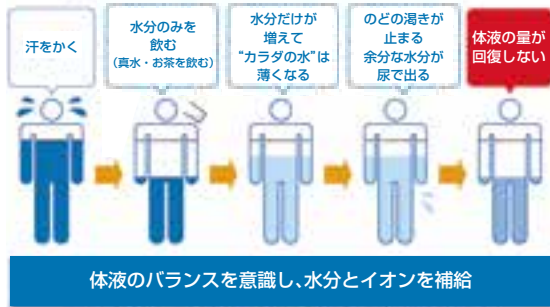 汗をかく
水分のみを
飲む
(真水・お茶を飲む)
水分だけが
増えて
“カラダの水”は
薄くなる
のどの渇きが
止まる
余分な水分が
尿で出る
体液の量が
回復しない
体液のバランスを意識し、水分とイオンを補給